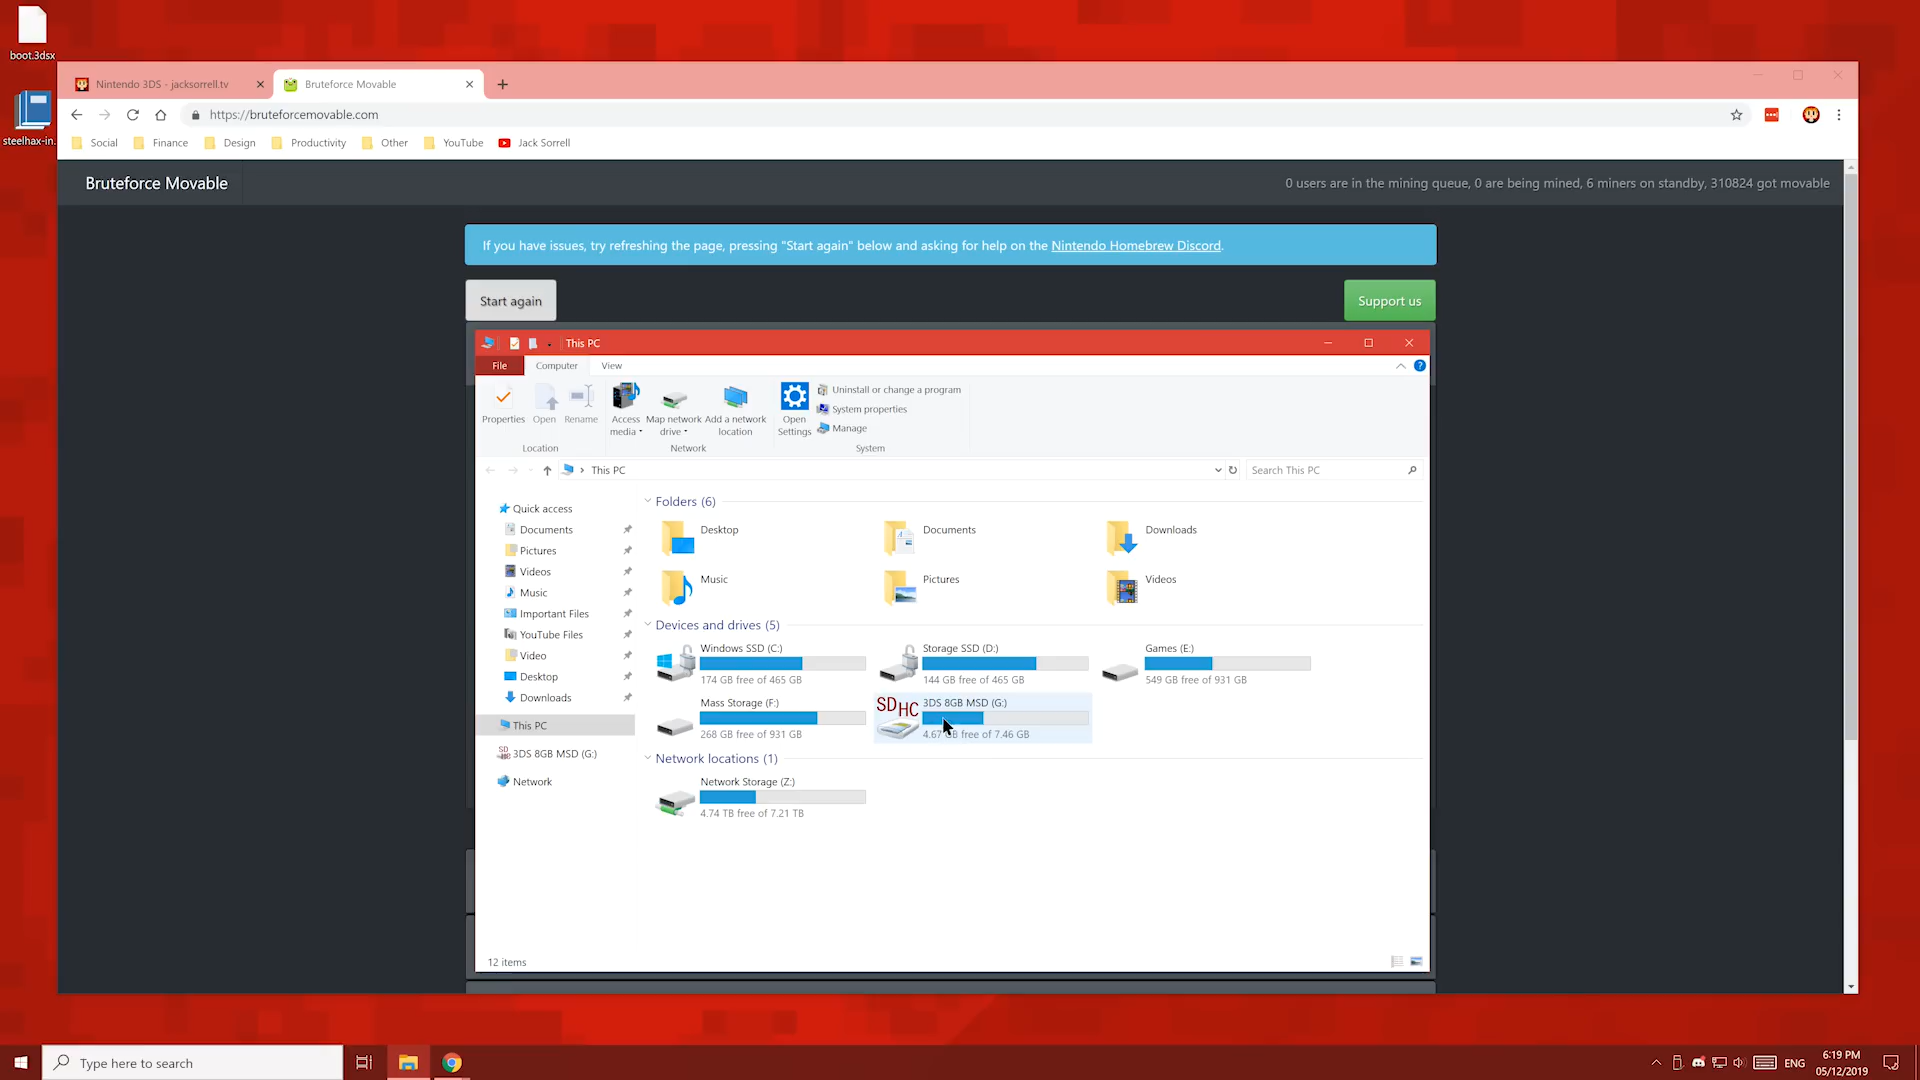 boot.3dsx
steelhax-in.
Nintendo 3DS - jacksorrell.tv
Bruteforce Movable
https://bruteforcemovable.com
Social
Finance
Design
Productivity
Other
YouTube
Jack Sorrell
Bruteforce Movable
0 users are in the mining queue, 0 are being mined, 6 miners on standby, 310824 got movable
If you have issues, try refreshing the page, pressing "Start again" below and asking for help on the Nintendo Homebrew Discord.
Start again
Support us
This PC
File
Computer
View
Properties
Open
Rename
Access media
Map network drive
Add a network location
Open Settings
Uninstall or change a program
System properties
Manage
Location
Network
System
This PC
Search This PC
Quick access
Documents
Pictures
Videos
Music
Important Files
YouTube Files
Video
Desktop
Downloads
This PC
3DS 8GB MSD (G:)
Network
Folders (6)
Desktop
Documents
Downloads
Music
Pictures
Videos
Devices and drives (5)
Windows SSD (C:)
174 GB free of 465 GB
Storage SSD (D:)
144 GB free of 465 GB
Games (E:)
549 GB free of 931 GB
Mass Storage (F:)
268 GB free of 931 GB
SDHC
3DS 8GB MSD (G:)
4.67 GB free of 7.46 GB
Network locations (1)
Network Storage (Z:)
4.74 TB free of 7.21 TB
12 items
Type here to search
ENG
6:19 PM
05/12/2019